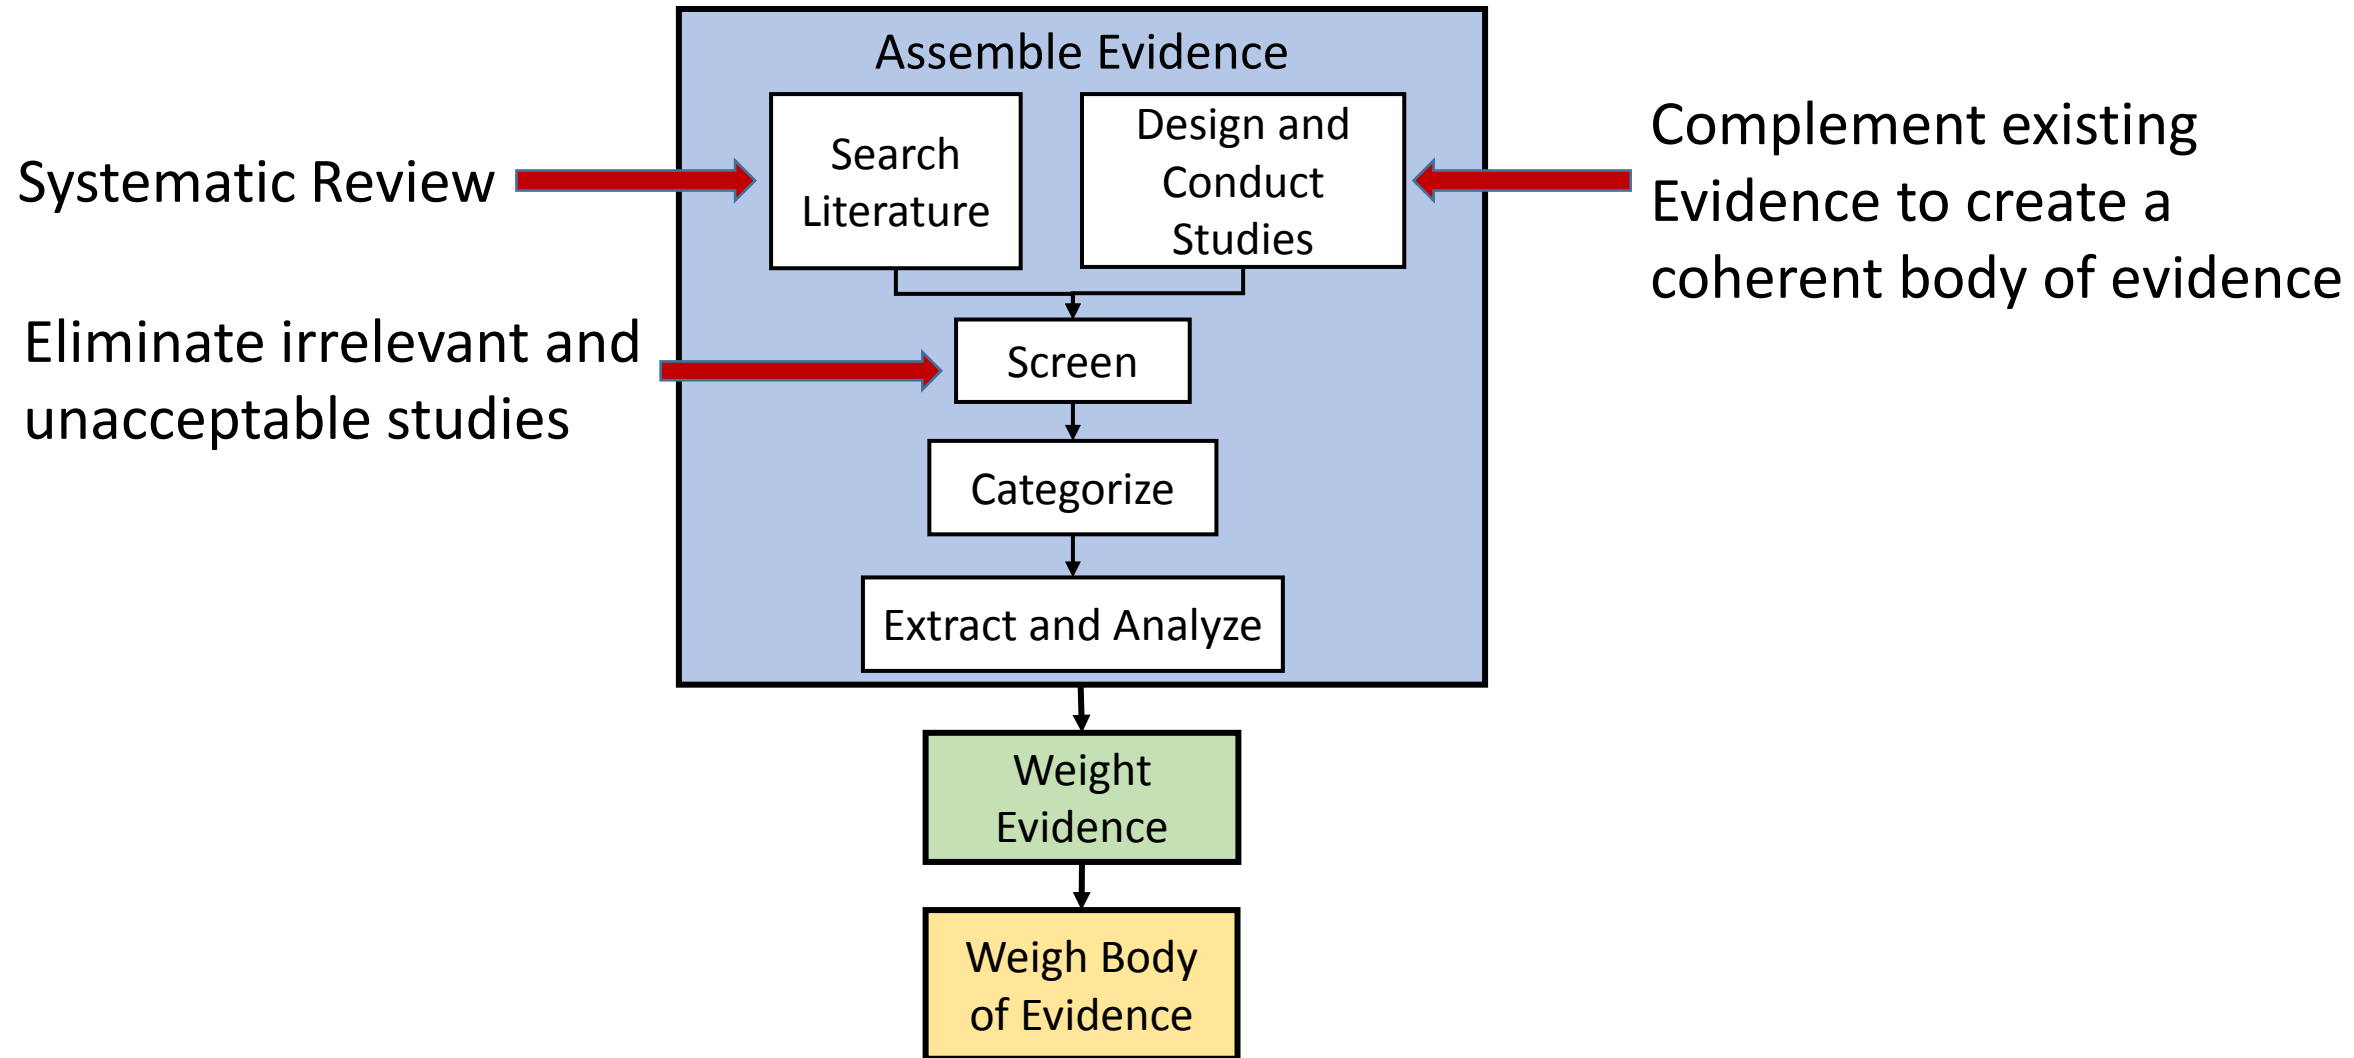 Assemble Evidence
Systematic Review
Search
Literature
Design and
Conduct
Studies
Complement existing
Evidence to create a
coherent body of evidence
Eliminate irrelevant and
unacceptable studies
Screen
Categorize
Extract and Analyze
Weight
Evidence
Weigh Body
of Evidence